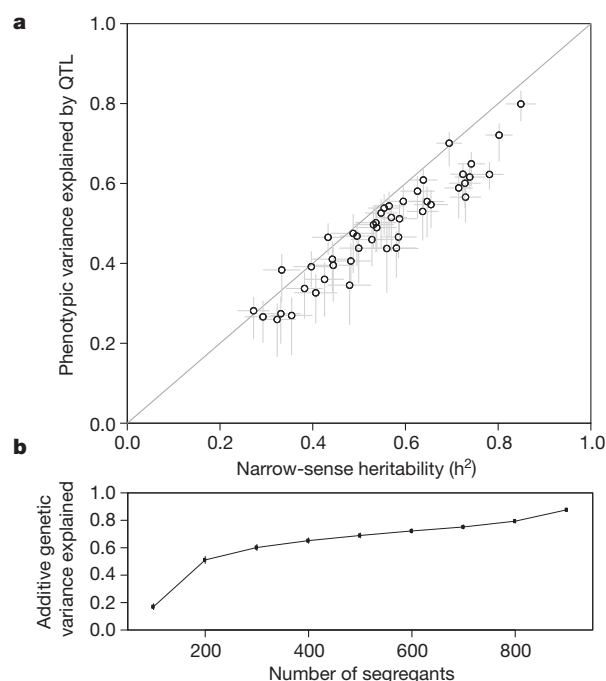 a
Phenotypic variance explained by QTL
1.0
0.8
0.6
0.4
0.2
0.0
0.0 0.2 0.4 0.6 0.8 1.0
Narrow-sense heritability (h²)
b
Additive genetic
variance explained
1.0
0.8
0.6
0.4
0.2
0.0
200 400 600 800
Number of segregants